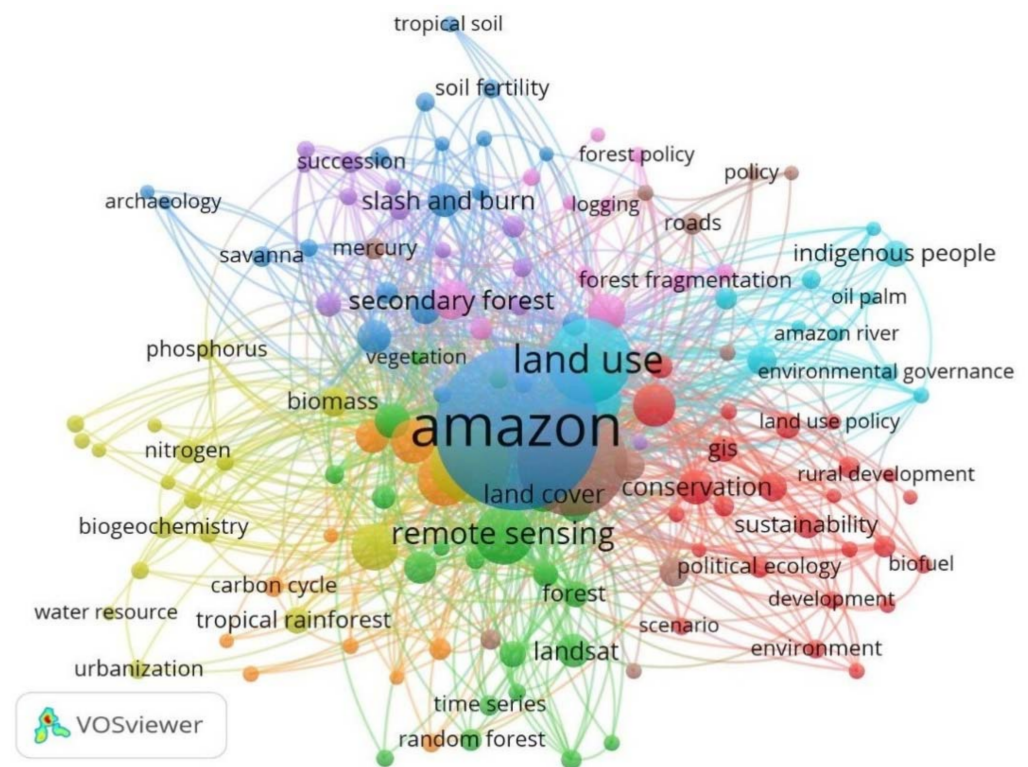 tropical soil
soil fertility
forest policy
succession
policy
archaeology
slash and burn
logging
roads
savanna
mercury
indigenous people
forest fragmentation
oil palm
secondary forest
amazon river
phosphorus
vegetation
land use
environmental governance
biomass
amazon
land use policy
nitrogen
gis
rural development
land cover
conservation
biogeochemistry
remote sensing
sustainability
political ecology
biofuel
carbon cycle
forest
development
water resource
tropical rainforest
scenario
landsat
environment
urbanization
time series
VOSviewer
random forest